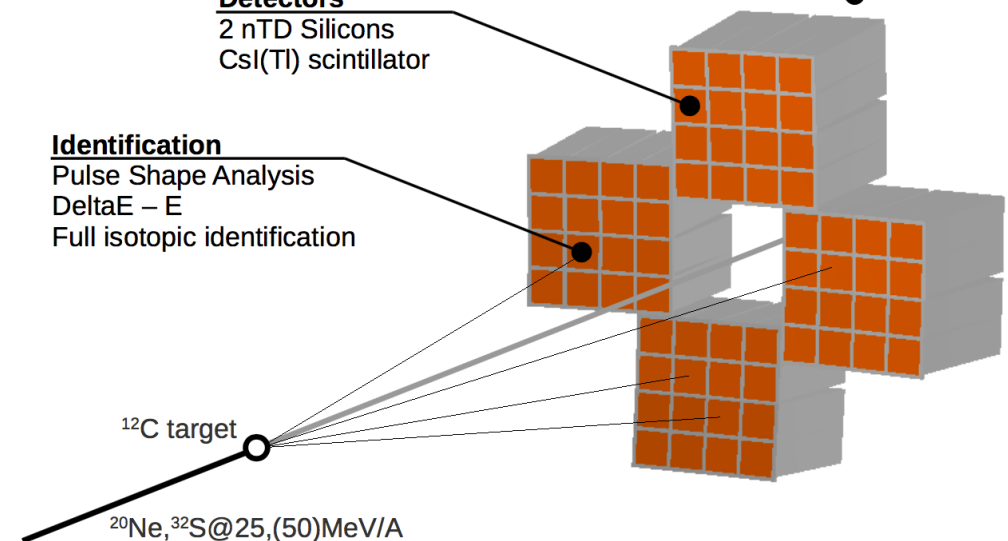 Detectors
2 nTD Silicons
CsI(Tl) scintillator
Identification
Pulse Shape Analysis
DeltaE – E
Full isotopic identification
¹²C target
²⁰Ne,³²S@25,(50)MeV/A